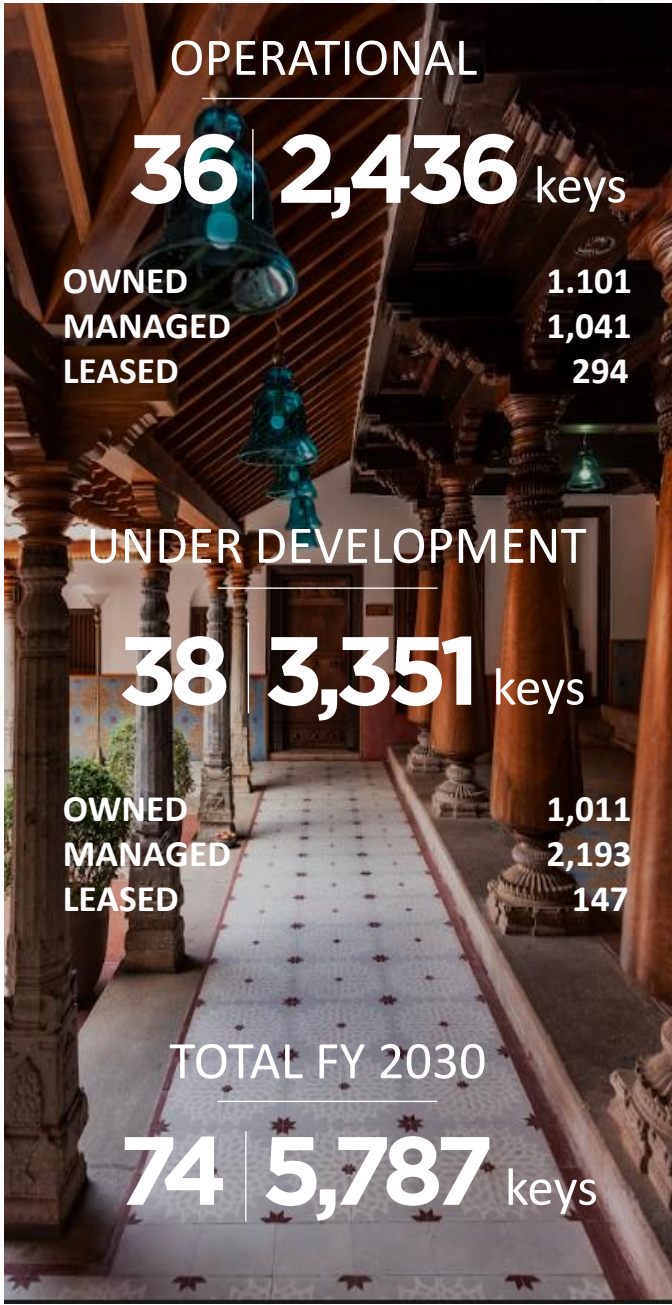 OPERATIONAL
36 | 2,436 keys
OWNED 1.101
MANAGED 1,041
LEASED 294
UNDER DEVELOPMENT
38 | 3,351 keys
OWNED 1,011
MANAGED 2,193
LEASED 147
TOTAL FY 2030
74 | 5,787 keys